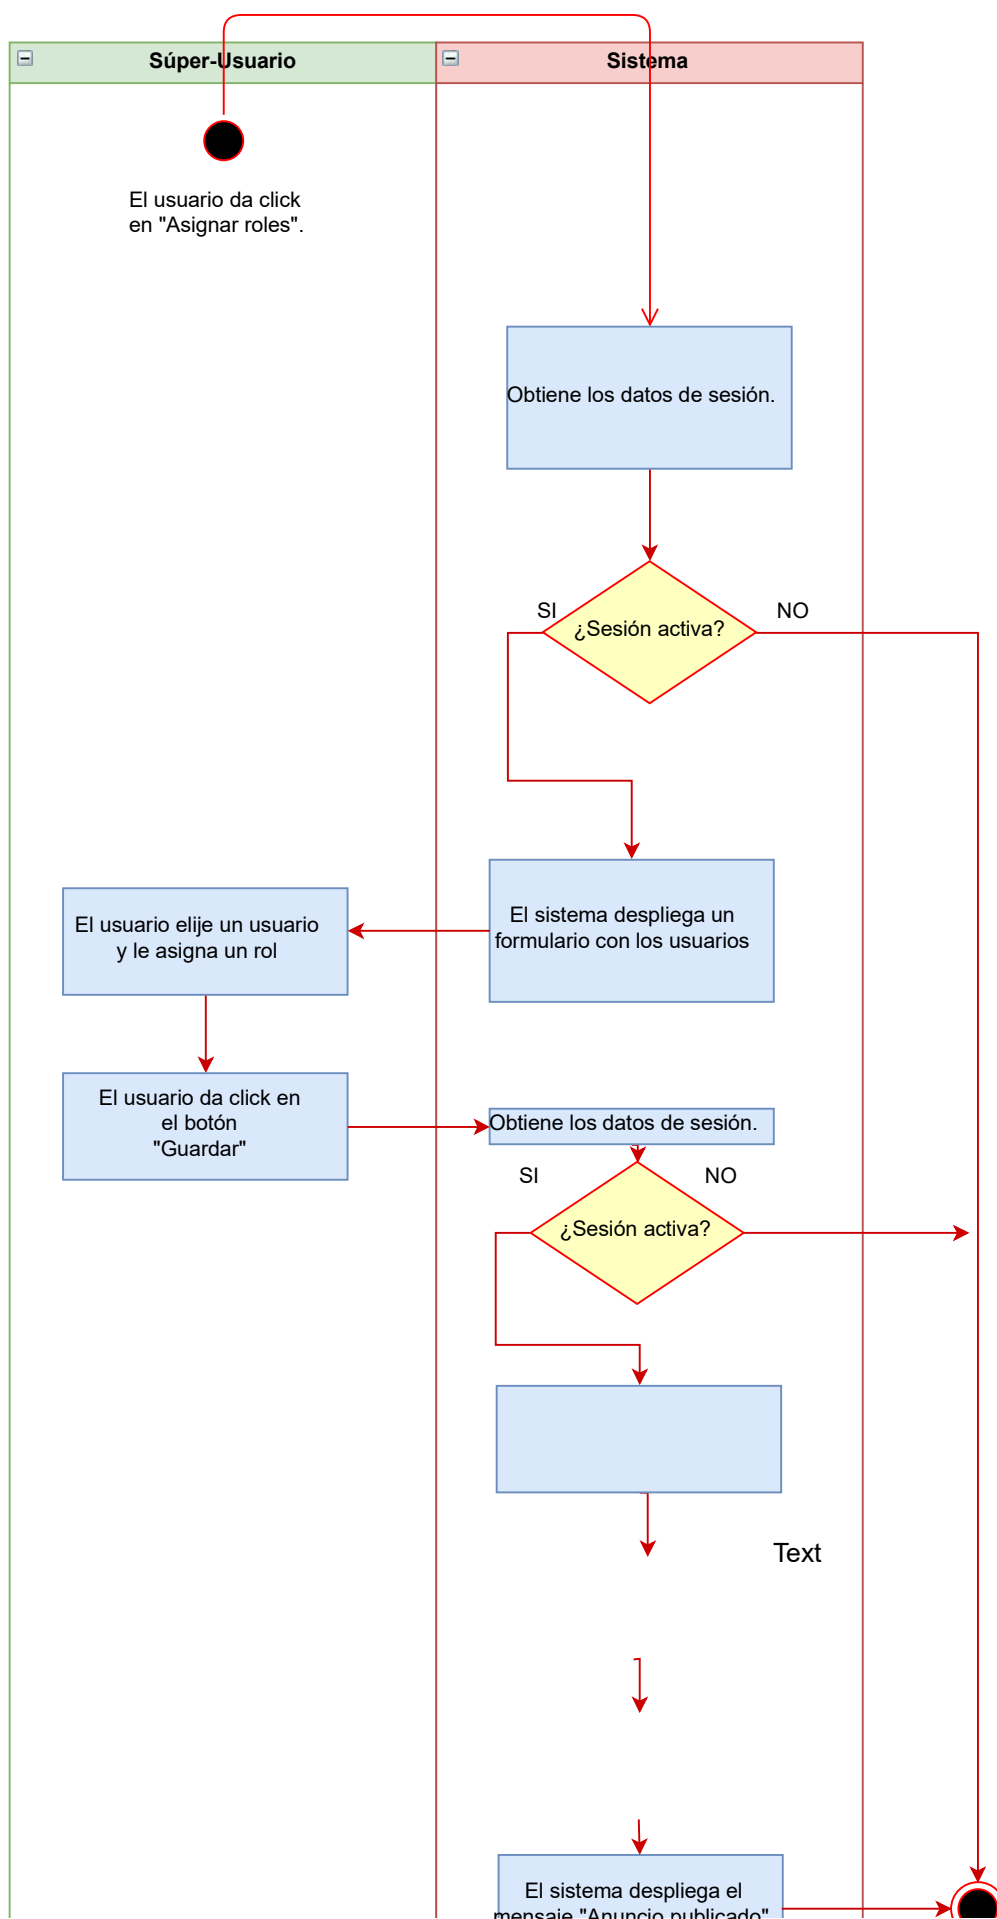 Súper-Usuario
Sistema
El usuario da click
en "Asignar roles".
Obtiene los datos de sesión.
SI
NO
¿Sesión activa?
El usuario elije un usuario
y le asigna un rol
El sistema despliega un
formulario con los usuarios
El usuario da click en
el botón
"Guardar"
Obtiene los datos de sesión.
SI
NO
¿Sesión activa?
Text
El sistema despliega el
mensaje "Anuncio publicado"